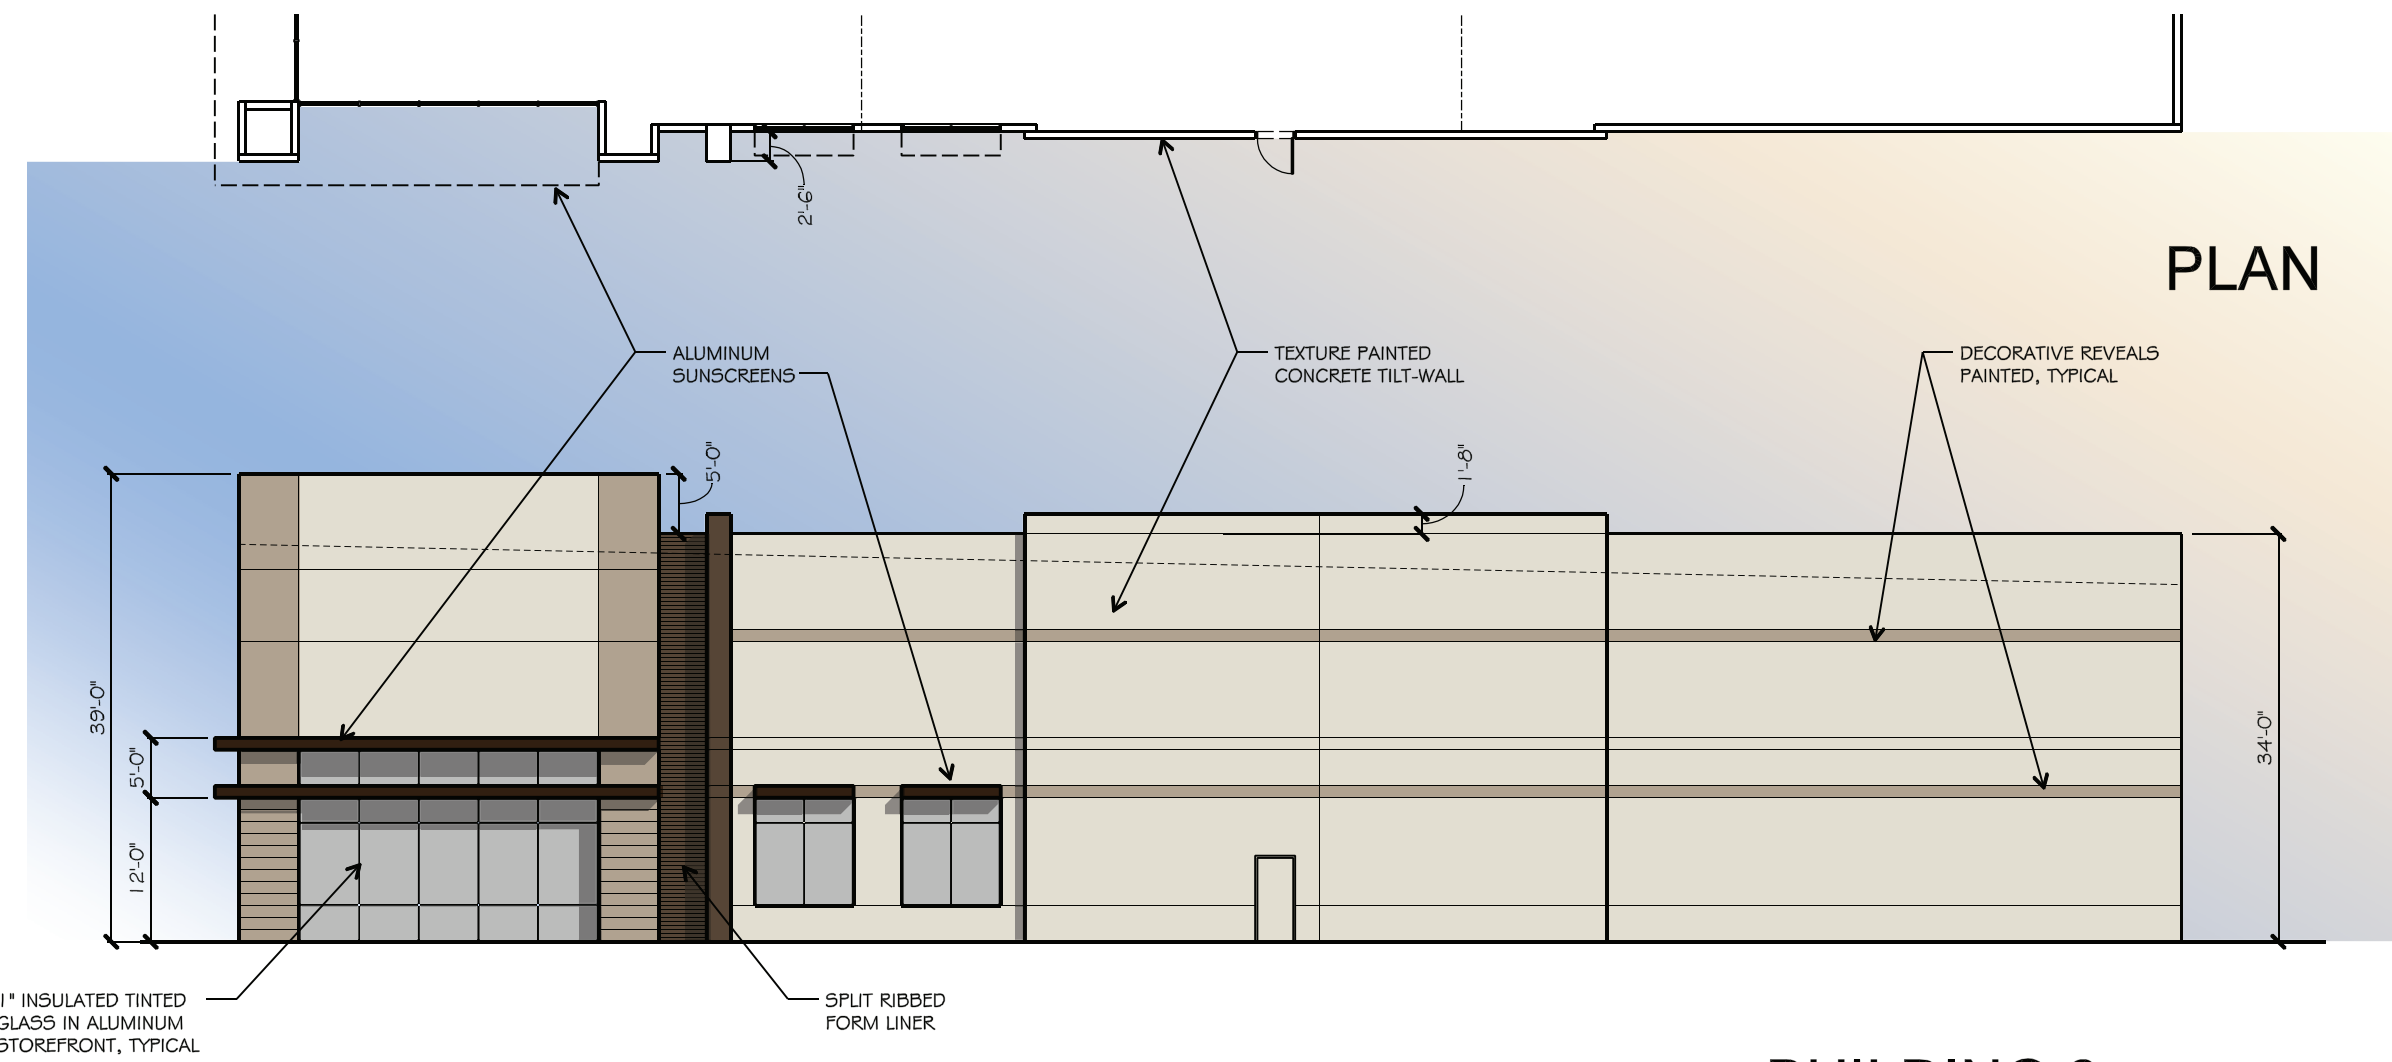 2'-6"
PLAN
ALUMINUM
SUNSCREENS
TEXTURE PAINTED
CONCRETE TILT-WALL
DECORATIVE REVEALS
PAINTED, TYPICAL
5'-0"
1'-8"
39'-0"
5'-0"
12'-0"
34'-0"
1" INSULATED TINTED
GLASS IN ALUMINUM
STOREFRONT, TYPICAL
SPLIT RIBBED
FORM LINER